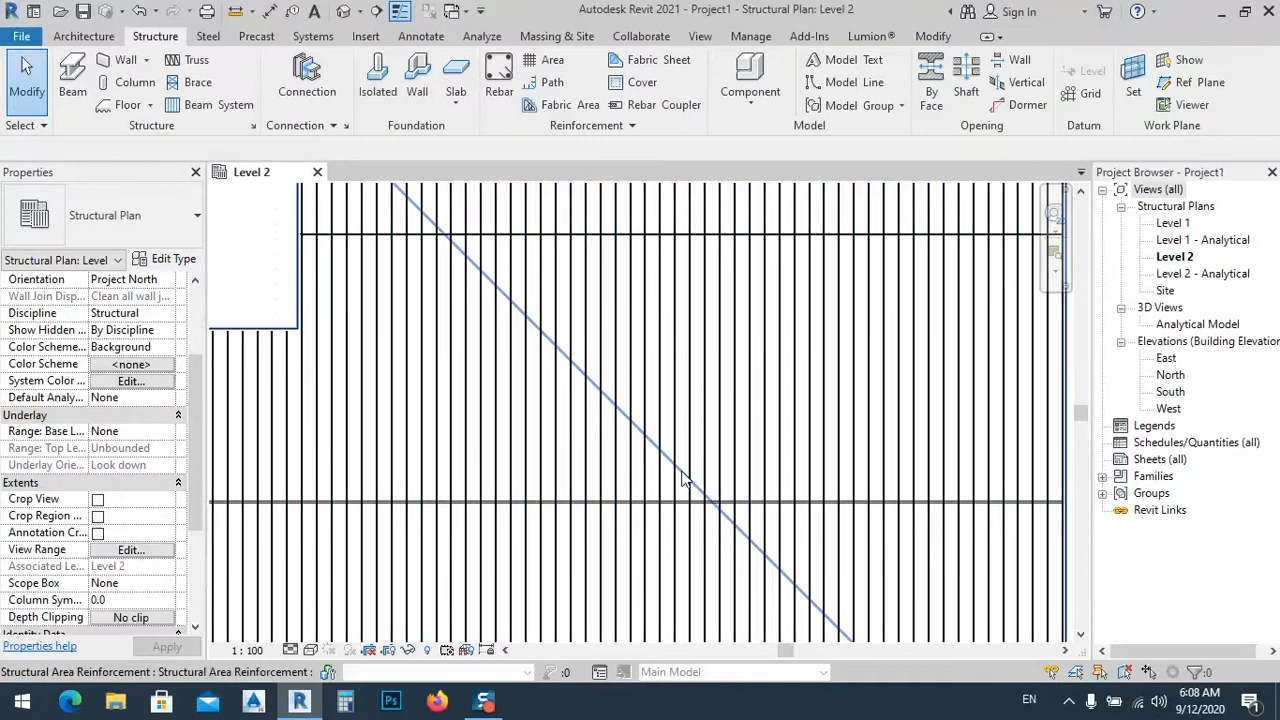 Autodesk Revit 2021 - Project1 - Structural Plan: Level 2
Sign In
File Architecture Structure Steel Precast Systems Insert Annotate Analyze Massing & Site Collaborate View Manage Add-Ins Lumion® Modify
Modify
Select
Beam
Wall
Column
Floor
Truss
Brace
Beam System
Structure
Connection
Connection
Isolated
Wall
Slab
Foundation
Rebar
Area
Path
Fabric Area
Fabric Sheet
Cover
Rebar Coupler
Reinforcement
Component
Model Text
Model Line
Model Group
Model
By Face
Shaft
Wall
Vertical
Dormer
Opening
Level
Grid
Datum
Set
Show
Ref Plane
Viewer
Work Plane
Properties
Structural Plan
Structural Plan: Level
Edit Type
Orientation Project North
Wall Join Disp... Clean all wall j...
Discipline Structural
Show Hidden ... By Discipline
Color Scheme... Background
Color Scheme <none>
System Color ... Edit...
Default Analy... None
Underlay
Range: Base L... None
Range: Top Le... Unbounded
Underlay Orie... Look down
Extents
Crop View
Crop Region ...
Annotation Cr...
View Range Edit...
Associated Le... Level 2
Scope Box None
Column Sym... 0.0
Depth Clipping No clip
Identity Data
Properties help
Apply
Level 2
1 : 100
Project Browser - Project1
Views (all)
Structural Plans
Level 1
Level 1 - Analytical
Level 2
Level 2 - Analytical
Site
3D Views
Analytical Model
Elevations (Building Elevation
East
North
South
West
Legends
Schedules/Quantities (all)
Sheets (all)
Families
Groups
Revit Links
Structural Area Reinforcement : Structural Area Reinforcement :
:0
Main Model
:0
EN
6:08 AM
9/12/2020